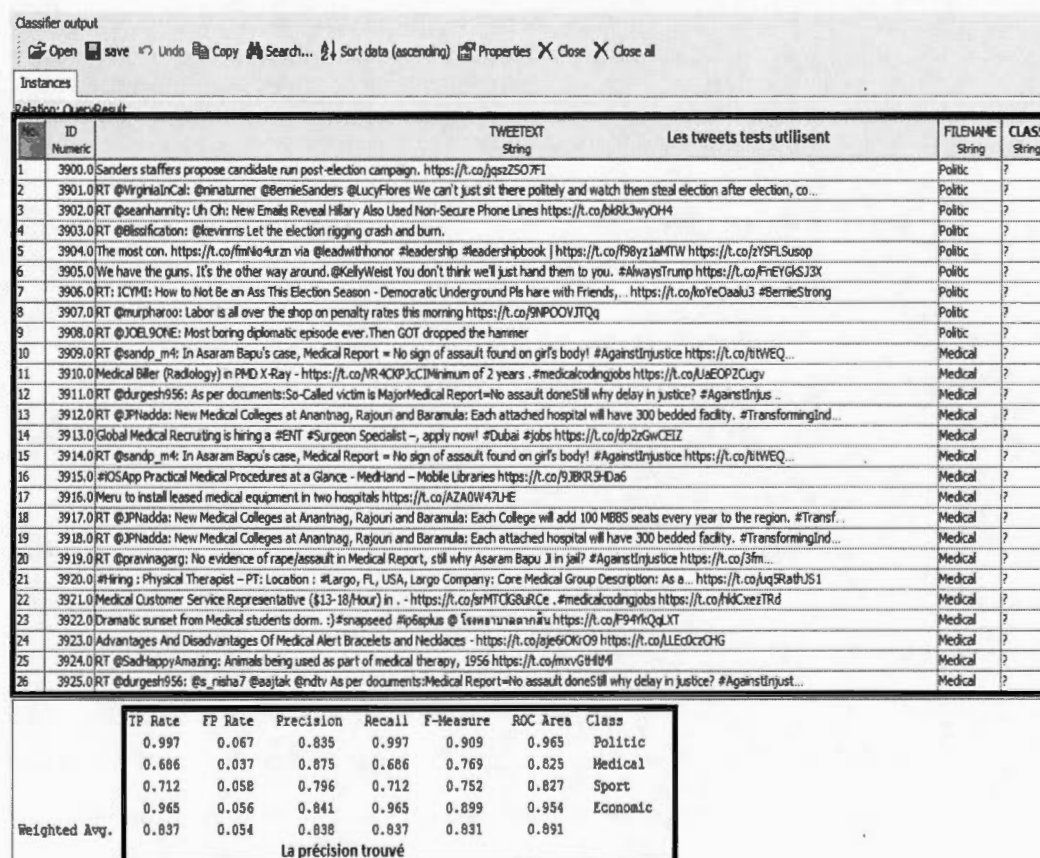 Classifier output
Open save Undo Copy Search... Sort data (ascending) Properties Close Close all
Instances
Relation: QueryResult
No. ID TWEETEXT Les tweets tests utilisent FILENAME CLASS
Numeric String String String
1 3900.0 Sanders staffers propose candidate run post-election campaign. https://t.co/jqszZSO7FI Politic ?
2 3901.0 RT @VirginiaInCal: @ninaturner @BernieSanders @LucyFlores We can't just sit there politely and watch them steal election after election, co... Politic ?
3 3902.0 RT @seanhannity: Uh Oh: New Emails Reveal Hillary Also Used Non-Secure Phone Lines https://t.co/bkRk3wyOH4 Politic ?
4 3903.0 RT @Blissification: @kevinrns Let the election rigging crash and burn. Politic ?
5 3904.0 The most con. https://t.co/fmNio4urzn via @leadwithhonor #leadership #leadershipbook | https://t.co/f98yz1aMTW https://t.co/zYSFLSusop Politic ?
6 3905.0 We have the guns. It's the other way around. @KellyWeist You don't think we'll just hand them to you. #AlwaysTrump https://t.co/FnEYGkSJ3X Politic ?
7 3906.0 RT: ICYMI: How to Not Be an Ass This Election Season - Democratic Underground Pls hare with Friends,... https://t.co/koYeOaalu3 #BernieStrong Politic ?
8 3907.0 RT @murpharoo: Labor is all over the shop on penalty rates this morning https://t.co/9NPOOVJTQq Politic ?
9 3908.0 RT @JOEL9ONE: Most boring diplomatic episode ever.Then GOT dropped the hammer Politic ?
10 3909.0 RT @sandp_m4: In Asaram Bapu's case, Medical Report = No sign of assault found on girl's body! #AgainstInjustice https://t.co/titWEQ... Medical ?
11 3910.0 Medical Biller (Radiology) in PMD X-Ray - https://t.co/VR4CKPJcCIMinimum of 2 years .#medicalcodingjobs https://t.co/UaEOP2Cugv Medical ?
12 3911.0 RT @durgesh956: As per documents:So-Called victim is MajorMedical Report=No assault doneStill why delay in justice? #AgainstInjus .. Medical ?
13 3912.0 RT @JPNadda: New Medical Colleges at Anantnag, Rajouri and Baramula: Each attached hospital will have 300 bedded facility. #TransformingInd... Medical ?
14 3913.0 Global Medical Recruiting is hiring a #ENT #Surgeon Specialist –, apply now! #Dubai #jobs https://t.co/dp2zGwCEIZ Medical ?
15 3914.0 RT @sandp_m4: In Asaram Bapu's case, Medical Report = No sign of assault found on girl's body! #AgainstInjustice https://t.co/titWEQ... Medical ?
16 3915.0 #iOSApp Practical Medical Procedures at a Glance - MedHand – Mobile Libraries https://t.co/9JBKR5HDa6 Medical ?
17 3916.0 Meru to install leased medical equipment in two hospitals https://t.co/AZA0W47LHE Medical ?
18 3917.0 RT @JPNadda: New Medical Colleges at Anantnag, Rajouri and Baramula: Each College will add 100 MBBS seats every year to the region. #Transf... Medical ?
19 3918.0 RT @JPNadda: New Medical Colleges at Anantnag, Rajouri and Baramula: Each attached hospital will have 300 bedded facility. #TransformingInd... Medical ?
20 3919.0 RT @pravinagarg: No evidence of rape/assault in Medical Report, still why Asaram Bapu Ji in jail? #AgainstInjustice https://t.co/3fm... Medical ?
21 3920.0 #Hiring : Physical Therapist – PT: Location : #Largo, FL, USA, Largo Company: Core Medical Group Description: As a... https://t.co/uq5RathJS1 Medical ?
22 3921.0 Medical Customer Service Representative ($13-18/Hour) in . - https://t.co/srMTClG8uRCe .#medicalcodingjobs https://t.co/hldCxezTRd Medical ?
23 3922.0 Dramatic sunset from Medical students dorm. :)#snapseed #ip6splus @ https://t.co/F94YkQqLXT Medical ?
24 3923.0 Advantages And Disadvantages Of Medical Alert Bracelets and Necklaces - https://t.co/aje6iOKrO9 https://t.co/LLEc0czCHG Medical ?
25 3924.0 RT @SadHappyAmazing: Animals being used as part of medical therapy, 1956 Medical ?
26 3925.0 RT @durgesh956: @s_nisha7 @aajtak @ndtv As per documents:Medical Report=No assault doneStill why delay in justice? #AgainstInjust... Medical ?
TP Rate FP Rate Precision Recall F-Measure ROC Area Class
0.997 0.067 0.835 0.997 0.909 0.965 Politic
0.686 0.037 0.875 0.686 0.769 0.825 Medical
0.712 0.058 0.796 0.712 0.752 0.827 Sport
0.965 0.056 0.841 0.965 0.899 0.954 Economic
Weighted Avg. 0.837 0.054 0.838 0.837 0.831 0.891
La précision trouvé